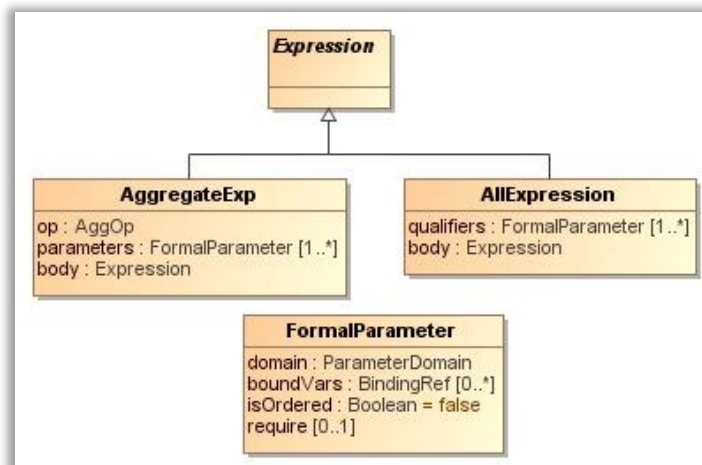 Expression
AggregateExp
op : AggOp
parameters : FormalParameter [1..*]
body : Expression
AllExpression
qualifiers : FormalParameter [1..*]
body : Expression
FormalParameter
domain : ParameterDomain
boundVars : BindingRef [0..*]
isOrdered : Boolean = false
require [0..1]